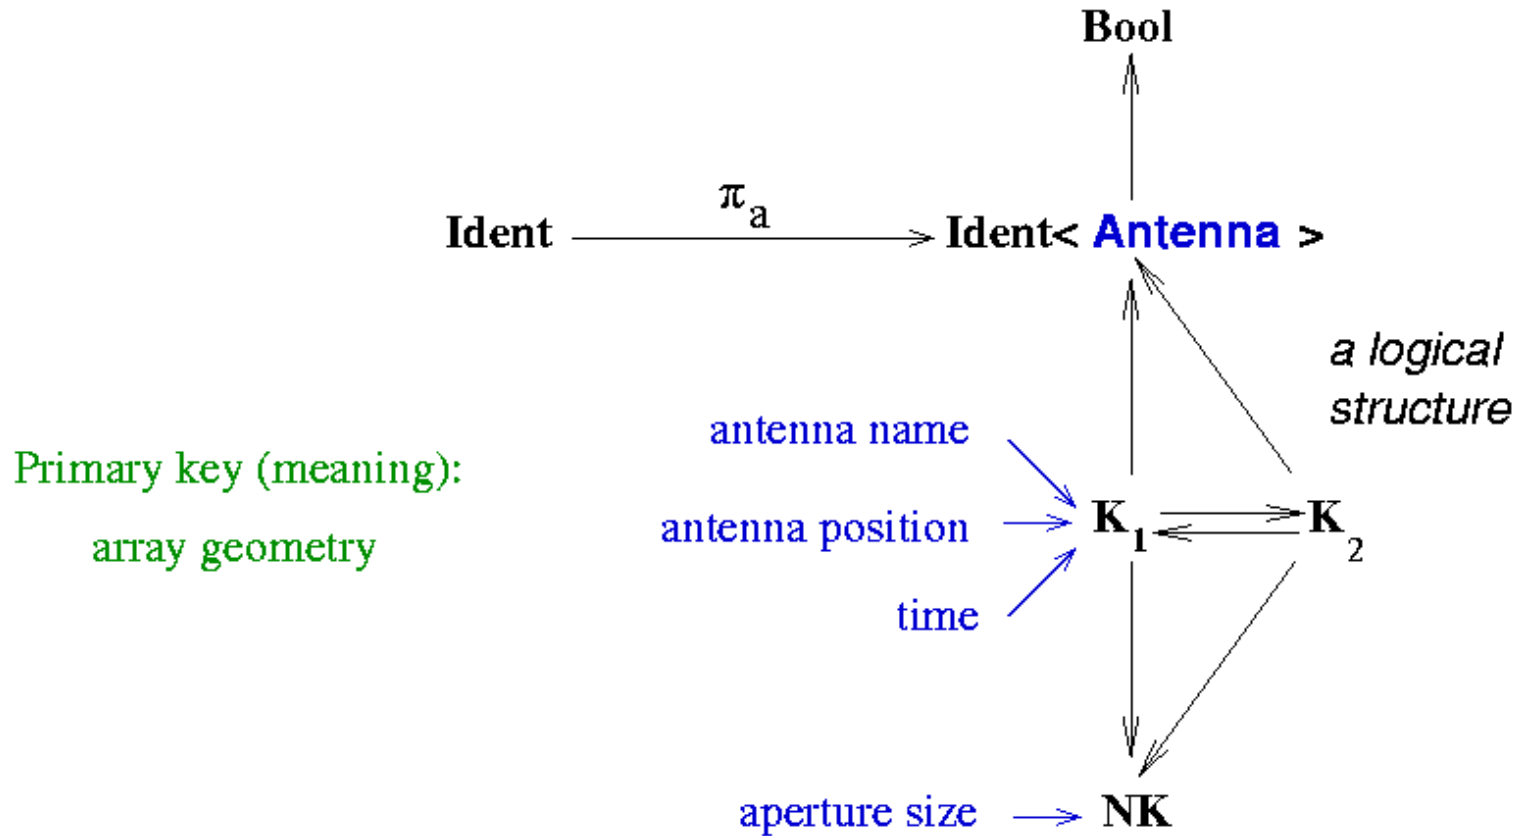 Bool
π_a
Ident
Ident< Antenna >
a logical
structure
antenna name
Primary key (meaning):
antenna position
K_1
K_2
array geometry
time
aperture size
NK